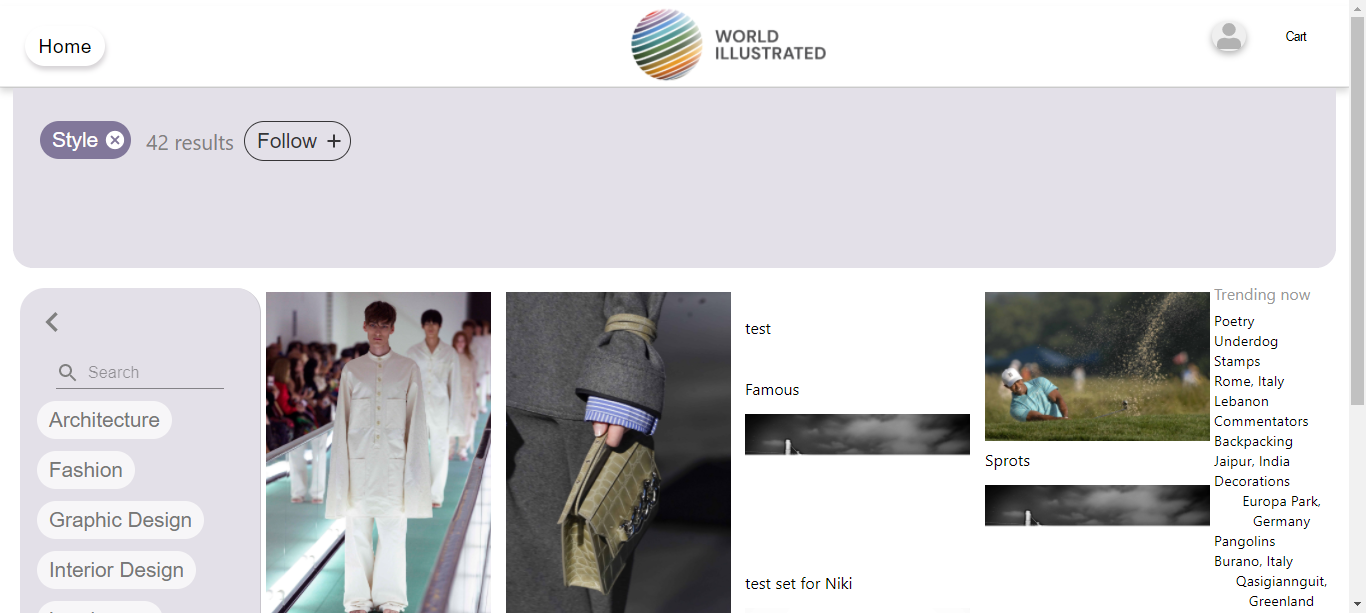 Home
WORLD
ILLUSTRATED
Cart
Style
42 results
Follow +
Search
Architecture
Fashion
Graphic Design
Interior Design
test
Famous
test set for Niki
Sprots
Trending now
Poetry
Underdog
Stamps
Rome, Italy
Lebanon
Commentators
Backpacking
Jaipur, India
Decorations
Europa Park,
Germany
Pangolins
Burano, Italy
Qasigiannguit,
Greenland